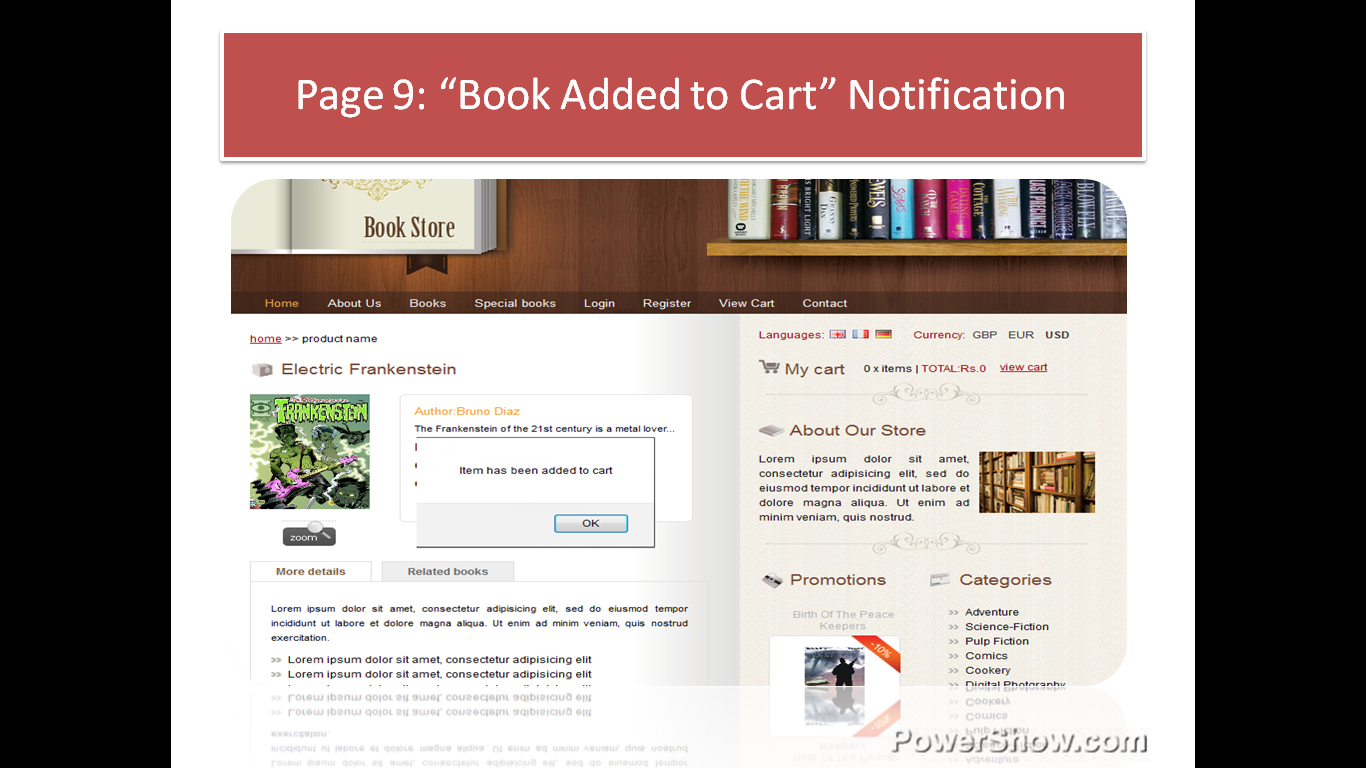 Page 9: “Book Added to Cart” Notification
Book Store
Home About Us Books Special books Login Register View Cart Contact
home >> product name
Electric Frankenstein
FRANKENSTEIN
Author:Bruno Diaz
The Frankenstein of the 21st century is a metal lover...
Item has been added to cart
OK
zoom
More details Related books
Lorem ipsum dolor sit amet, consectetur adipisicing elit, sed do eiusmod tempor
incididunt ut labore et dolore magna aliqua. Ut enim ad minim veniam, quis nostrud
exercitation.
>> Lorem ipsum dolor sit amet, consectetur adipisicing elit
>> Lorem ipsum dolor sit amet, consectetur adipisicing elit
Languages: Currency: GBP EUR USD
My cart 0 x items | TOTAL:Rs.0 view cart
About Our Store
Lorem ipsum dolor sit amet,
consectetur adipisicing elit, sed do
eiusmod tempor incididunt ut labore et
dolore magna aliqua. Ut enim ad
minim veniam, quis nostrud.
Promotions
Birth Of The Peace
Keepers
-10%
Categories
>> Adventure
>> Science-Fiction
>> Pulp Fiction
>> Comics
>> Cookery
>> Digital Photography
PowerShow.com